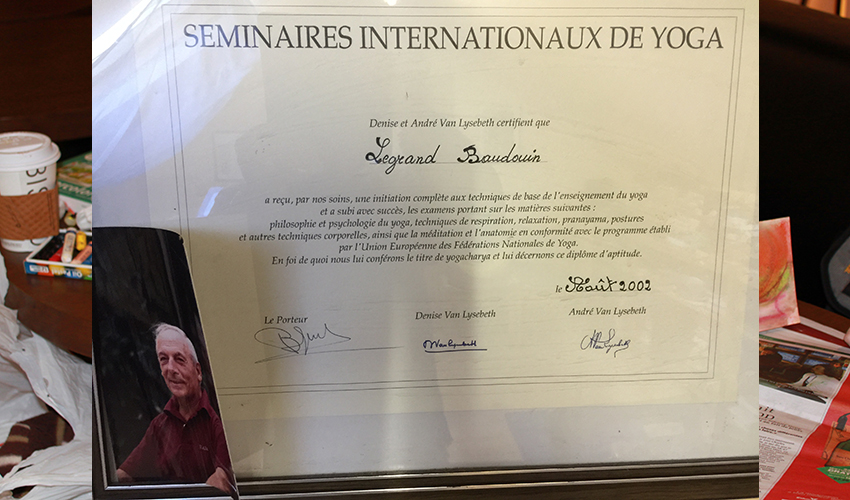 SEMINAIRES INTERNATIONAUX DE YOGA
Denise et André Van Lysebeth certifient que
Legrand Baudouin
a reçu, par nos soins, une initiation complète aux techniques de base de l'enseignement du yoga
et a subi avec succès, les examens portant sur les matières suivantes :
philosophie et psychologie du yoga, techniques de respiration, relaxation, pranayama, postures
et autres techniques corporelles, ainsi que la méditation et l'anatomie en conformité avec le programme établi
par l'Union Européenne des Fédérations Nationales de Yoga.
En foi de quoi nous lui conférons le titre de yogacharya et lui décernons ce diplôme d'aptitude.
le Août 2002
Le Porteur Denise Van Lysebeth André Van Lysebeth